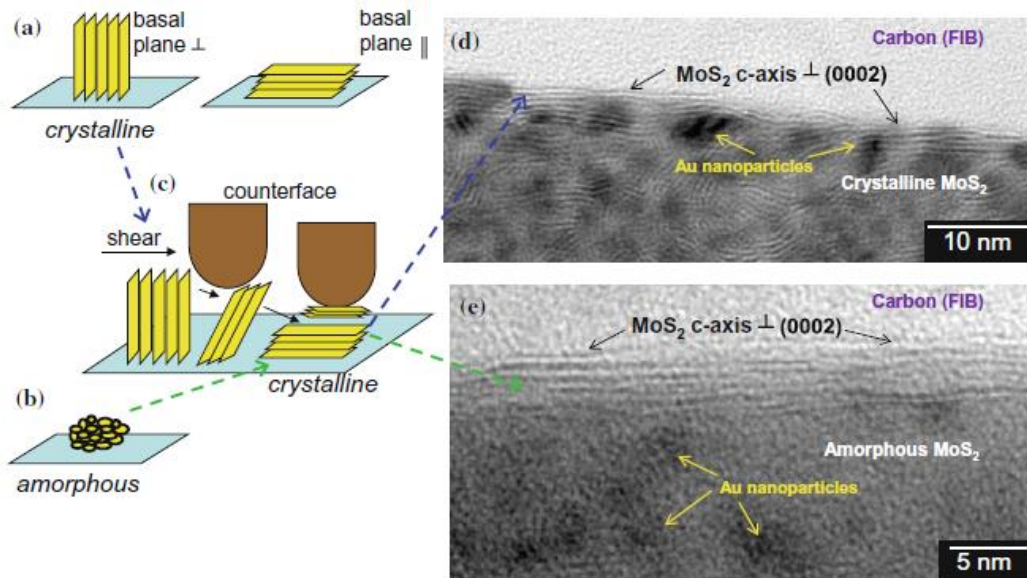 (a)
basal
plane ⊥
basal
plane ∥
crystalline
(c)
counterface
shear
crystalline
(b)
amorphous
(d)
Carbon (FIB)
MoS₂ c-axis ⊥ (0002)
Au nanoparticles
Crystalline MoS₂
10 nm
(e)
Carbon (FIB)
MoS₂ c-axis ⊥ (0002)
Amorphous MoS₂
Au nanoparticles
5 nm